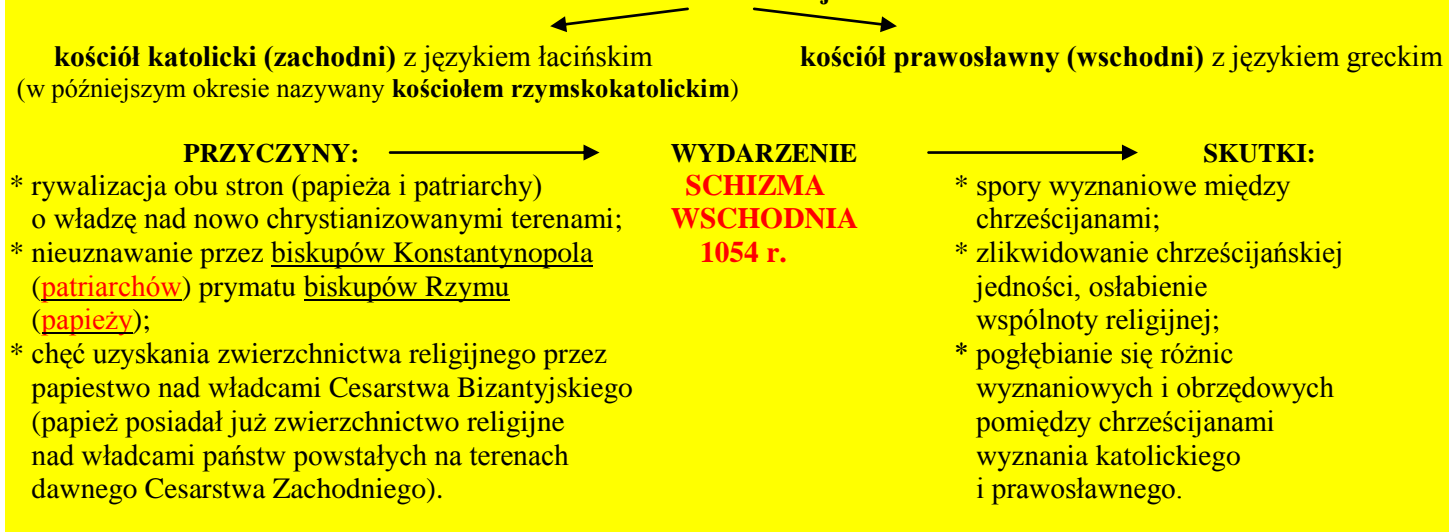 kościół katolicki (zachodni) z językiem łacińskim
(w późniejszym okresie nazywany kościołem rzymskokatolickim)
kościół prawosławny (wschodni) z językiem greckim
PRZYCZYNY:
* rywalizacja obu stron (papieża i patriarchy)
o władzę nad nowo chrystianizowanymi terenami;
* nieuznawanie przez biskupów Konstantynopola
(patriarchów) prymatu biskupów Rzymu
(papieży);
* chęć uzyskania zwierzchnictwa religijnego przez
papiestwo nad władcami Cesarstwa Bizantyjskiego
(papież posiadał już zwierzchnictwo religijne
nad władcami państw powstałych na terenach
dawnego Cesarstwa Zachodniego).
WYDARZENIE
SCHIZMA
WSCHODNIA
1054 r.
SKUTKI:
* spory wyznaniowe między
chrześcijanami;
* zlikwidowanie chrześcijańskiej
jedności, osłabienie
wspólnoty religijnej;
* pogłębianie się różnic
wyznaniowych i obrzędowych
pomiędzy chrześcijanami
wyznania katolickiego
i prawosławnego.